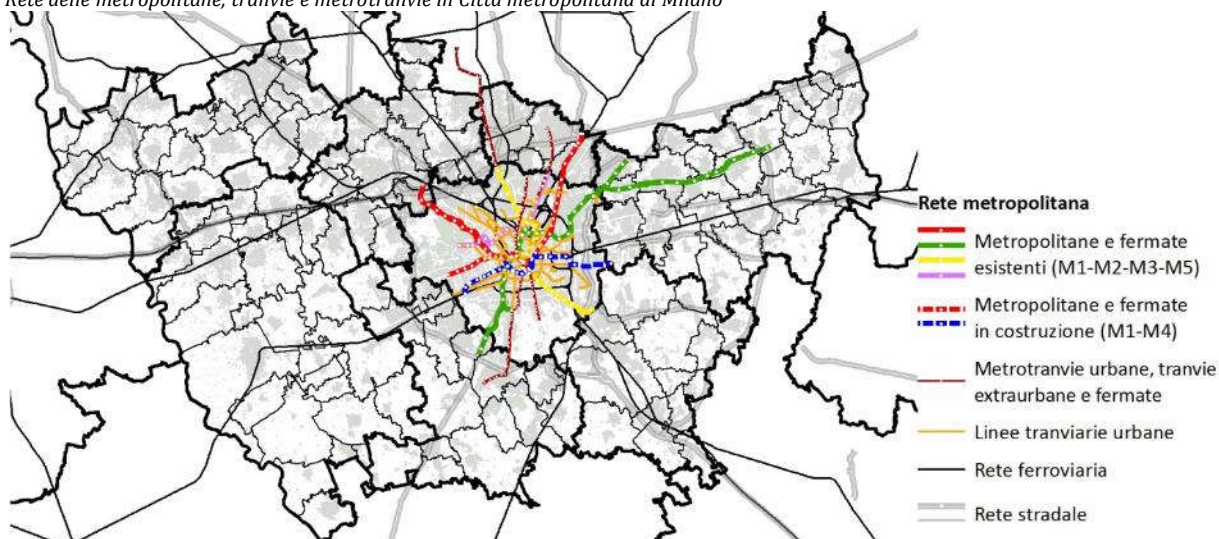 Rete delle metropolitane, tranvie e metrotranvie in Città metropolitana di Milano
Rete metropolitana
Metropolitane e fermate
esistenti (M1-M2-M3-M5)
Metropolitane e fermate
in costruzione (M1-M4)
Metrotranvie urbane, tranvie
extraurbane e fermate
Linee tranviarie urbane
Rete ferroviaria
Rete stradale